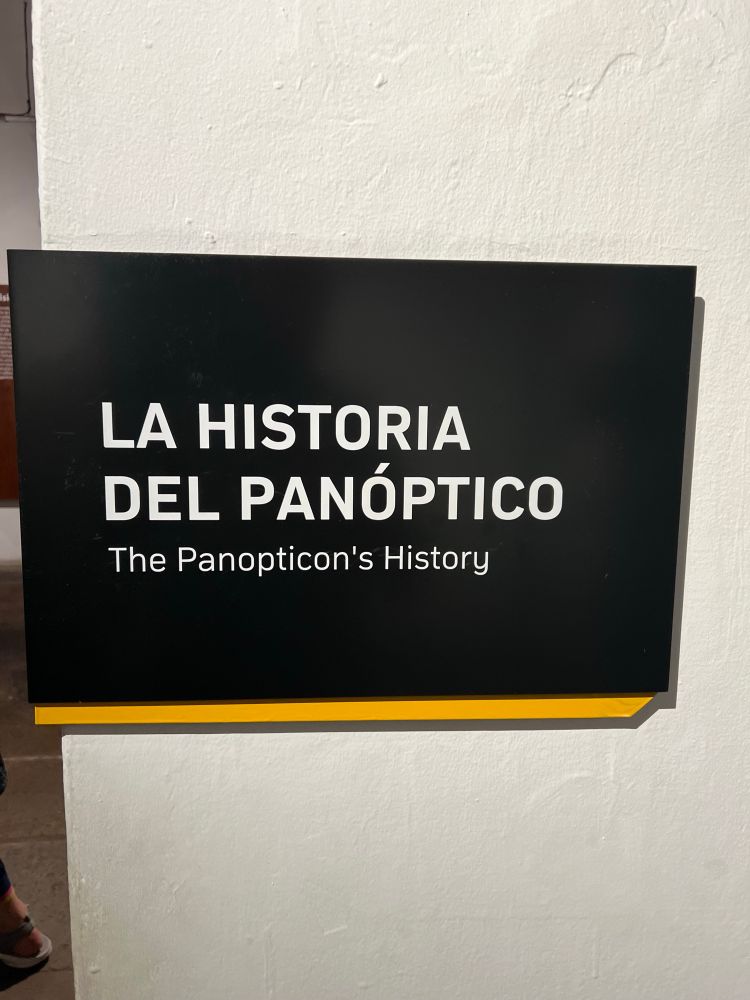 LA HISTORIA
DEL PANÓPTICO
The Panopticon's History